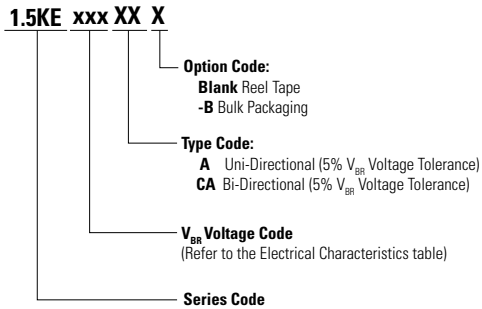 1.5KE xxx XX X
Option Code:
Blank Reel Tape
-B Bulk Packaging
Type Code:
A Uni-Directional (5% VBR Voltage Tolerance)
CA Bi-Directional (5% VBR Voltage Tolerance)
VBR Voltage Code
(Refer to the Electrical Characteristics table)
Series Code